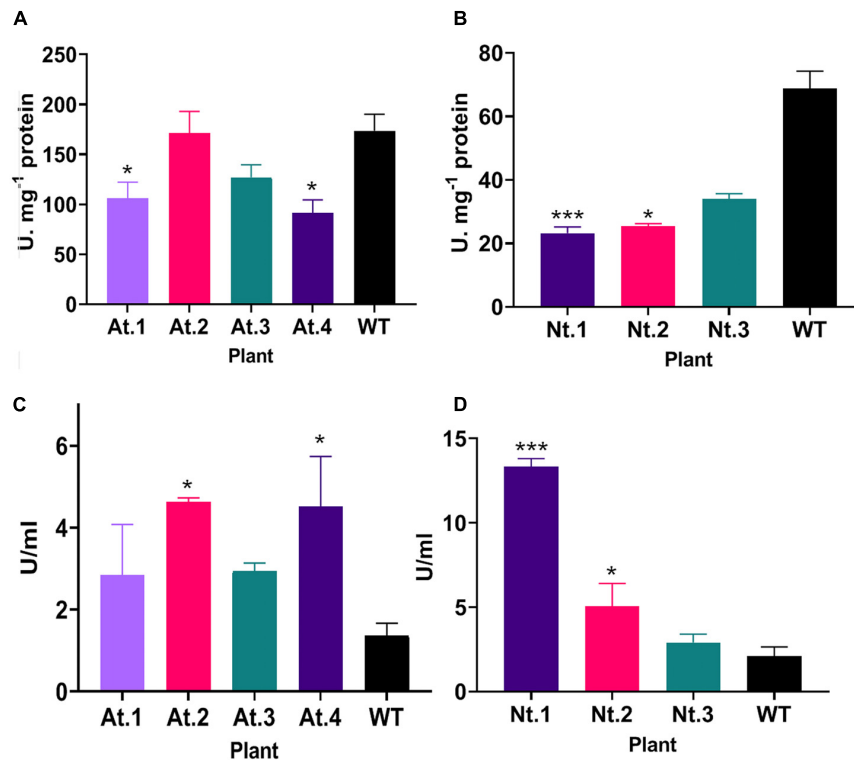 A
U. mg-1 protein
250
200
150
100
50
0
*
*
At.1 At.2 At.3 At.4 WT
Plant
B
U. mg-1 protein
80
60
40
20
0
***
*
Nt.1 Nt.2 Nt.3 WT
Plant
C
U/ml
6
4
2
0
*
*
At.1 At.2 At.3 At.4 WT
Plant
D
U/ml
15
10
5
0
***
*
Nt.1 Nt.2 Nt.3 WT
Plant